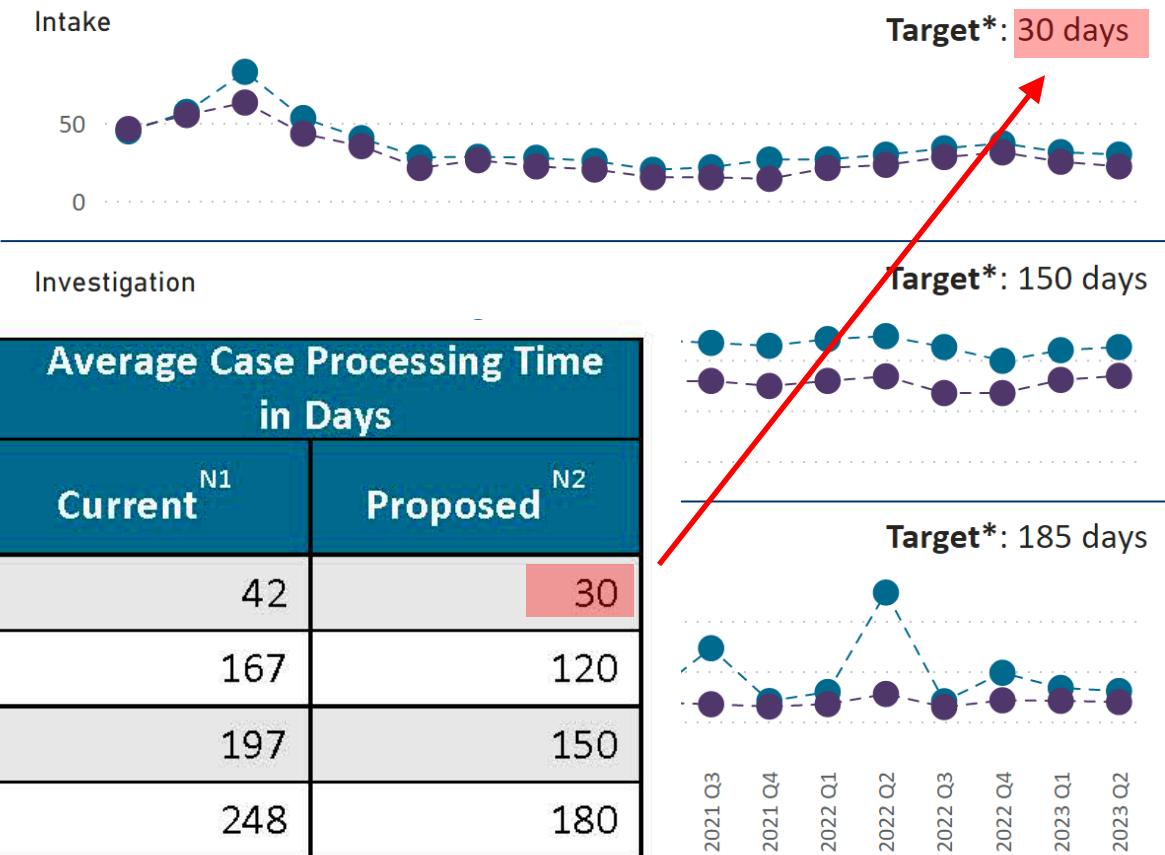 Intake
Target*: 30 days
50
0
Investigation
Target*: 150 days
Average Case Processing Time
in Days
Current N1
Proposed N2
42 30
167 120
197 150
248 180
Target*: 185 days
2021 Q3
2021 Q4
2022 Q1
2022 Q2
2022 Q3
2022 Q4
2023 Q1
2023 Q2